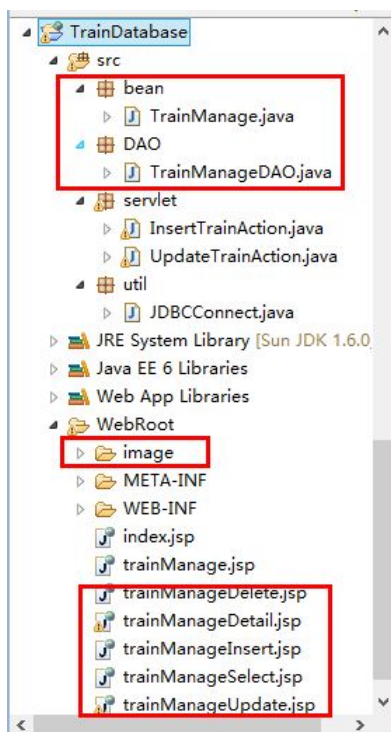 TrainDatabase
src
bean
TrainManage.java
DAO
TrainManageDAO.java
servlet
InsertTrainAction.java
UpdateTrainAction.java
util
JDBCConnect.java
JRE System Library [Sun JDK 1.6.0
Java EE 6 Libraries
Web App Libraries
WebRoot
image
META-INF
WEB-INF
index.jsp
trainManage.jsp
trainManageDelete.jsp
trainManageDetail.jsp
trainManageInsert.jsp
trainManageSelect.jsp
trainManageUpdate.jsp